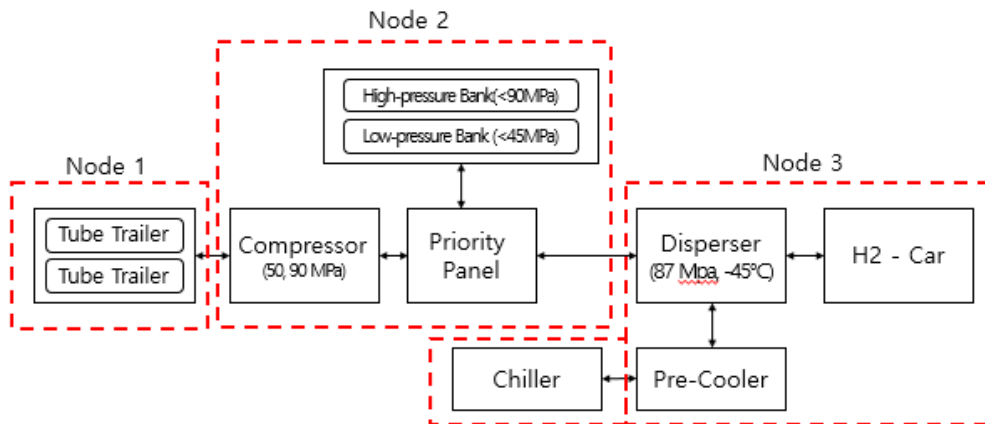 Node 2
High-pressure Bank(<90MPa)
Low-pressure Bank (<45MPa)
Node 1
Node 3
Tube Trailer
Tube Trailer
Compressor
(50, 90 MPa)
Priority
Panel
Disperser
(87 Mpa, -45°C)
H2 - Car
Chiller
Pre-Cooler